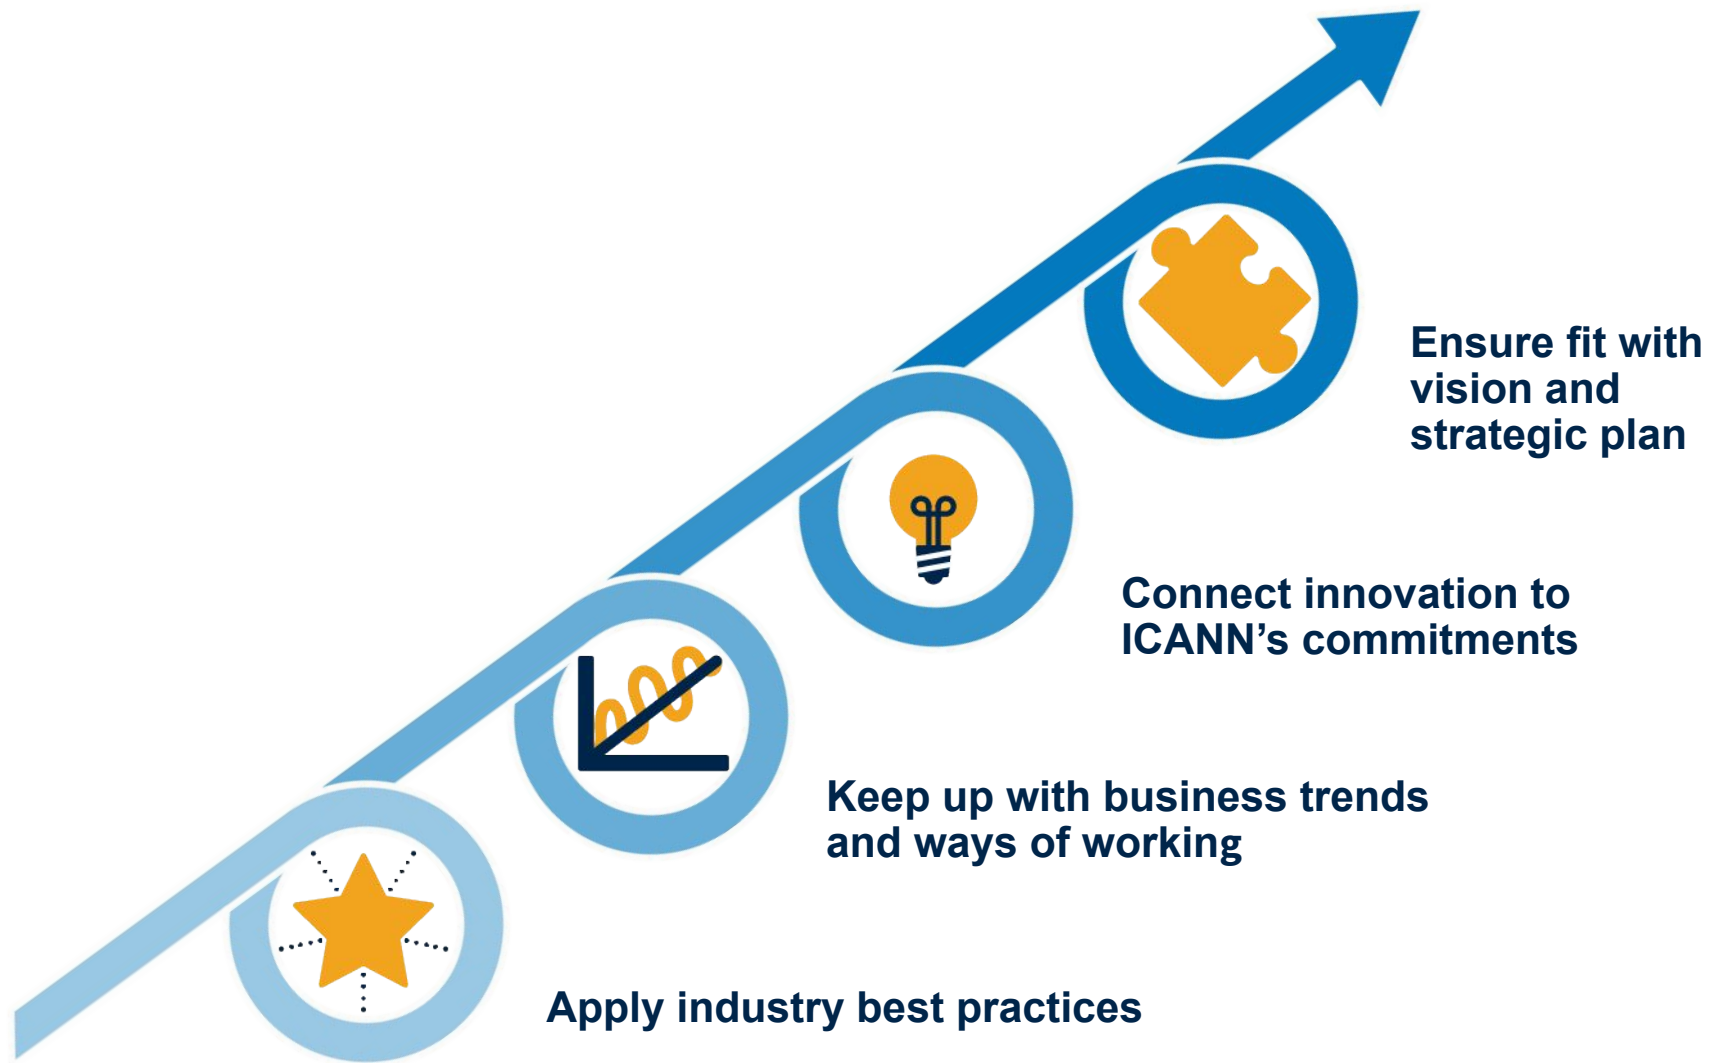 Ensure fit with
vision and
strategic plan
Connect innovation to
ICANN’s commitments
Keep up with business trends
and ways of working
Apply industry best practices